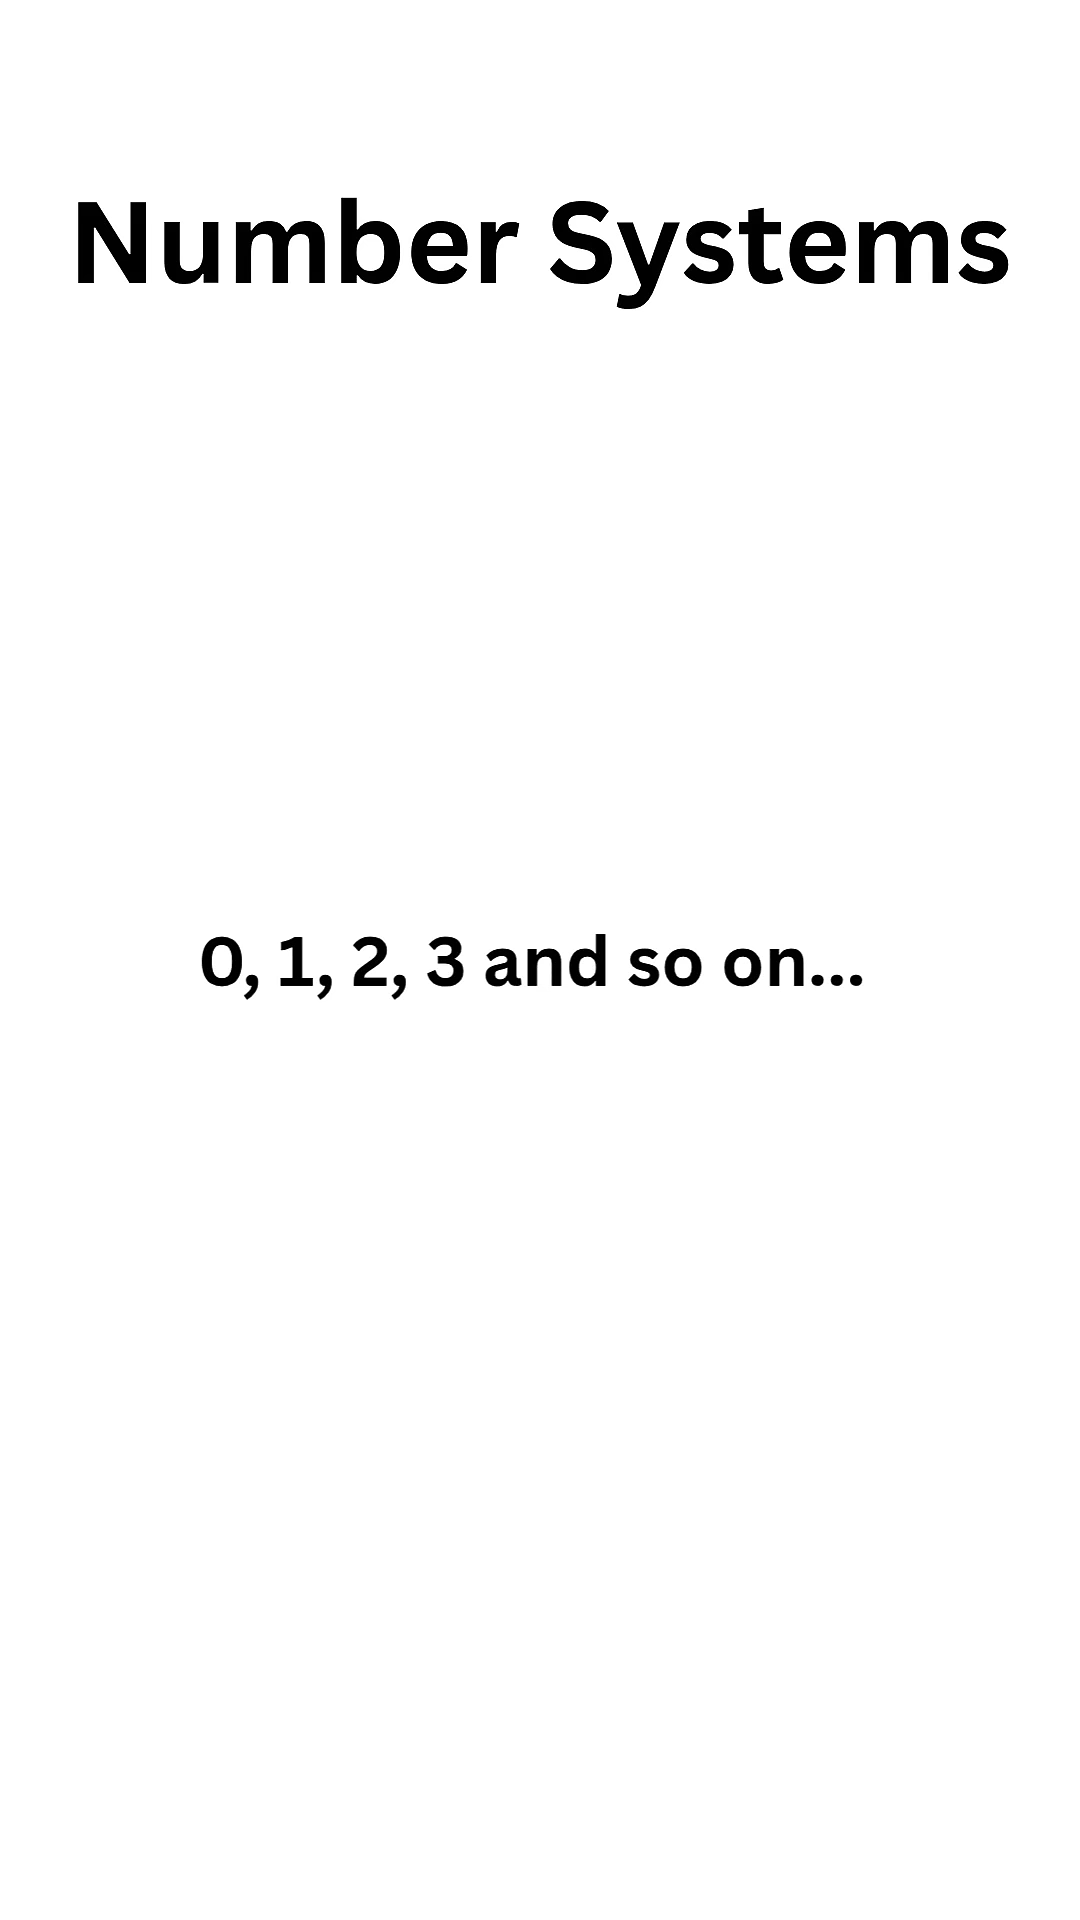 Number Systems
0, 1, 2, 3 and so on...